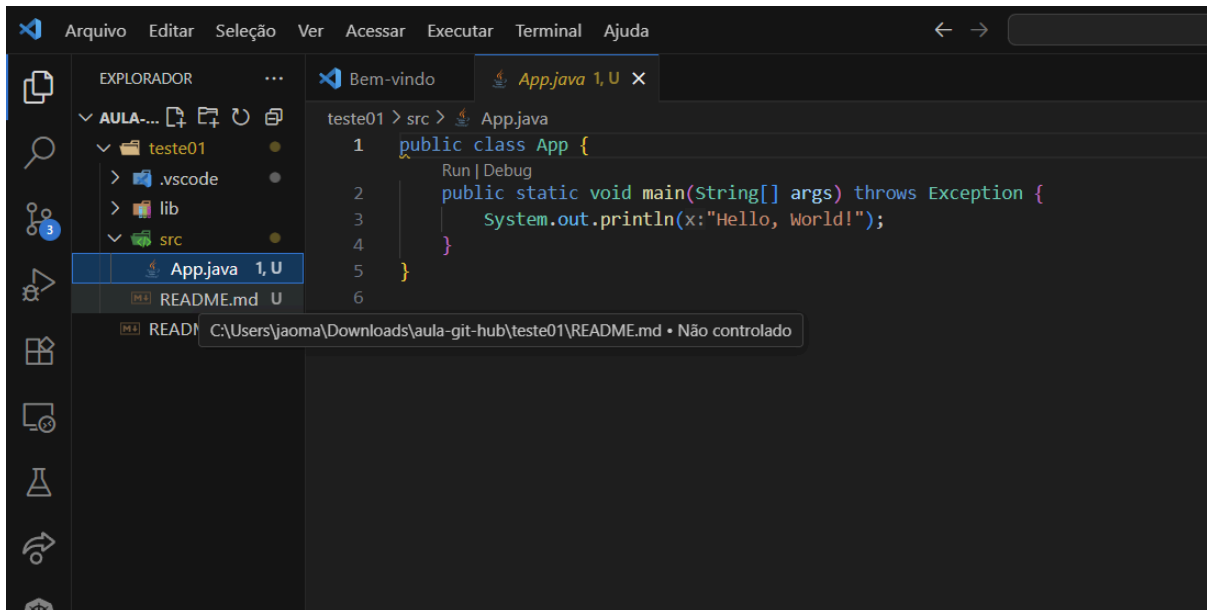 Arquivo Editar Seleção Ver Acessar Executar Terminal Ajuda
EXPLORADOR ...
Bem-vindo
App.java 1, U
AULA-...
teste01 > src > App.java
teste01
.vscode
lib
src
App.java 1, U
README.md U
READM
3
1 public class App {
Run | Debug
2 public static void main(String[] args) throws Exception {
3 System.out.println(x:"Hello, World!");
4 }
5 }
6
C:\Users\jaoma\Downloads\aula-git-hub\teste01\README.md • Não controlado